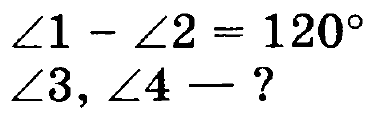 ∠1 − ∠2 = 120°
∠3, ∠4 — ?